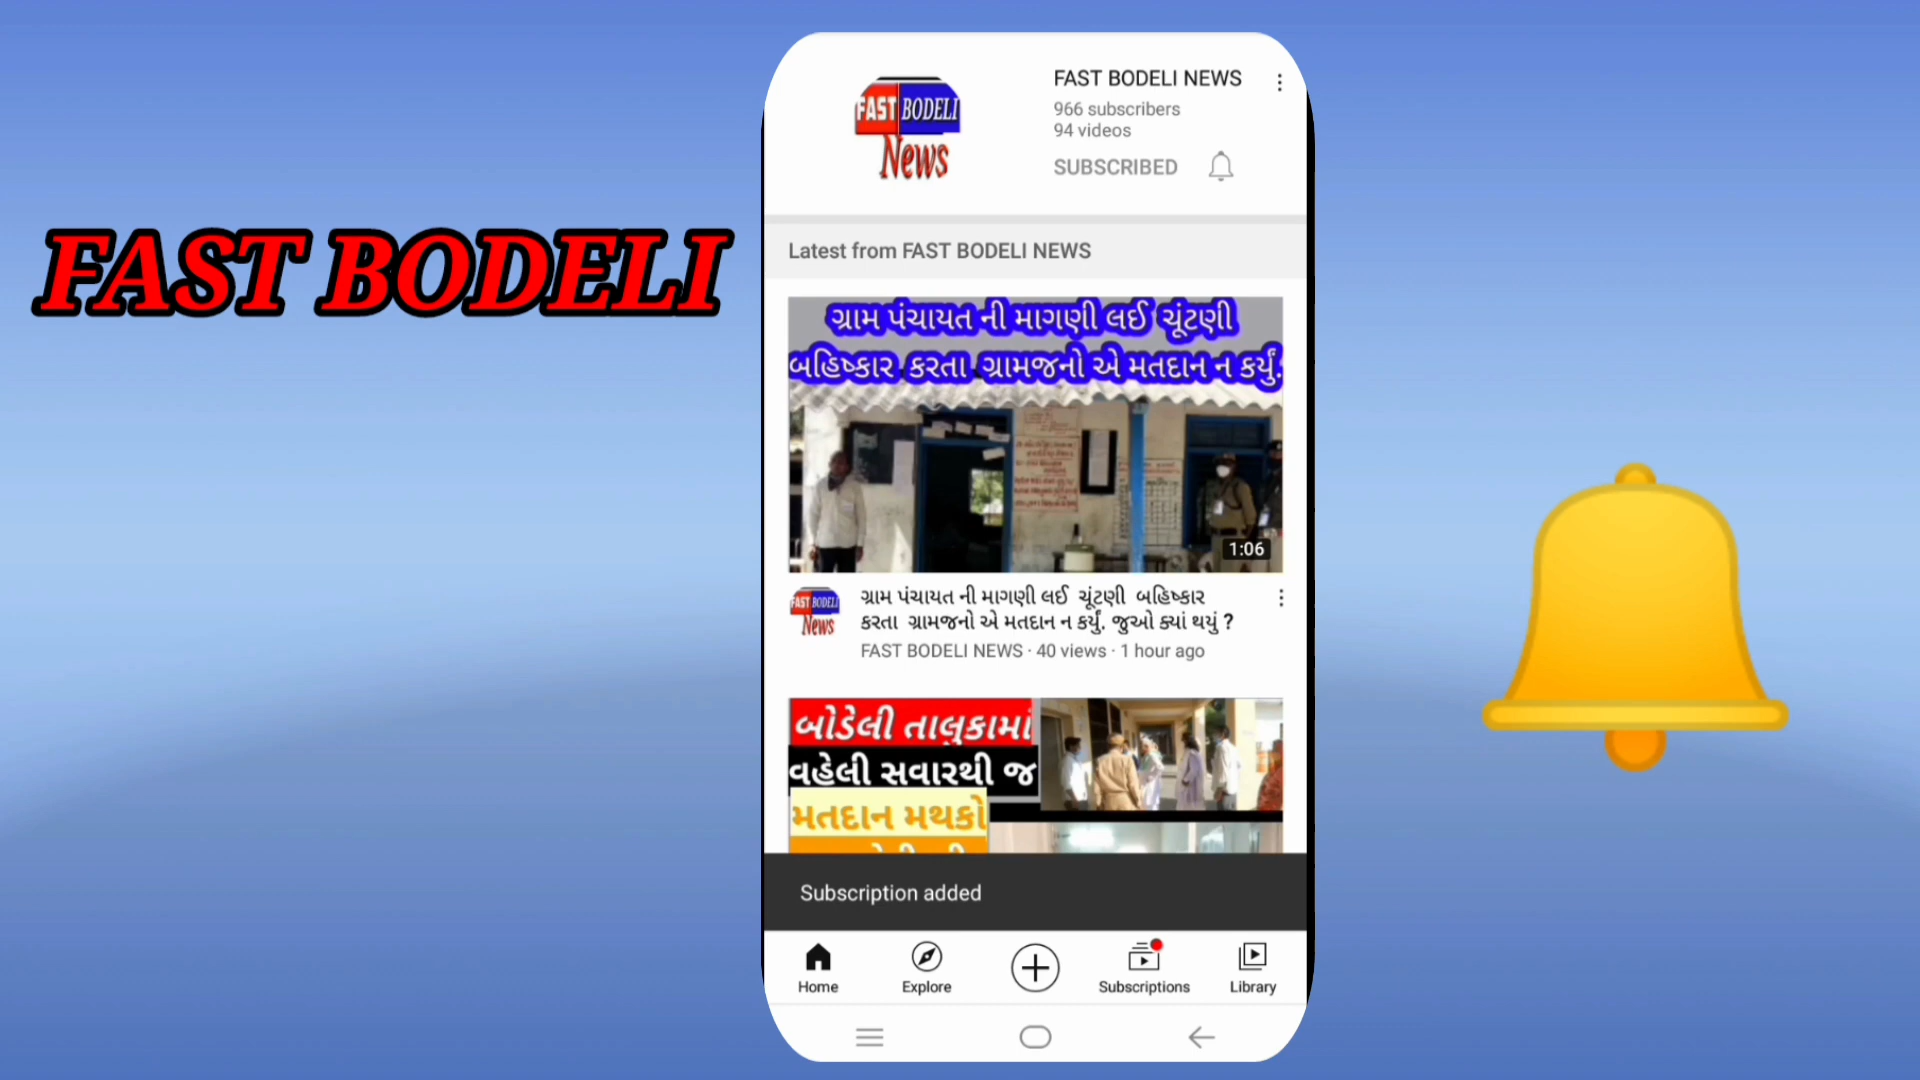 FAST BODELI
FAST BODELI
News
FAST BODELI NEWS
966 subscribers
94 videos
SUBSCRIBED
Latest from FAST BODELI NEWS
ગ્રામ પંચાયત ની માગણી લઈ ચૂંટણી
બહિષ્કાર કરતા ગ્રામજનો એ મતદાન ન કર્યું.
1:06
FAST BODELI
News
ગ્રામ પંચાયત ની માગણી લઈ ચૂંટણી બહિષ્કાર
કરતા ગ્રામજનો એ મતદાન ન કર્યું. જુઓ ક્યાં થયું ?
FAST BODELI NEWS · 40 views · 1 hour ago
બોડેલી તાલુકામાં
વહેલી સવારથી જ
મતદાન મથકો
Subscription added
Home
Explore
Subscriptions
Library